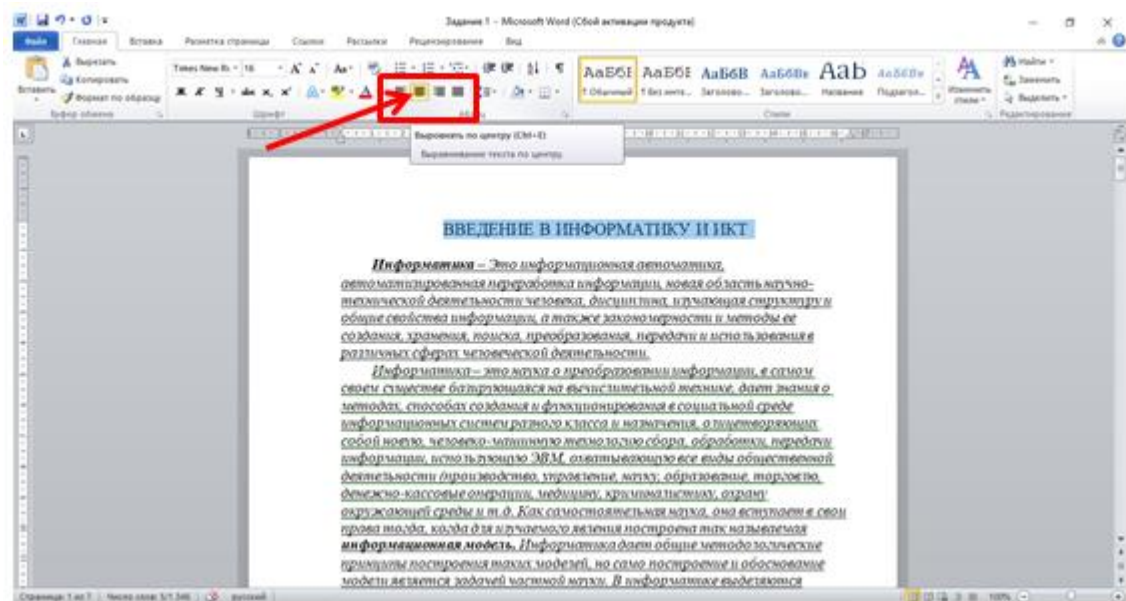 Задание 1 - Microsoft Word (Сбой активации продукта)
Файл Главная Вставка Разметка страницы Ссылки Рассылки Рецензирование Вид
Вырезать
Копировать
Формат по образцу
Вставить
Times New Ro 16
АаБбВ АаБбВ АаБбВ АаБбВв Aab АаБбВв
1 Обычный 1 Без инте... Заголово... Заголово... Название Подзагол...
Изменить стили
Найти
Заменить
Выделить
Буфер обмена Шрифт Абзац Стили Редактирование
Выровнять по центру (Ctrl+E)
Выравнивание текста по центру.
ВВЕДЕНИЕ В ИНФОРМАТИКУ И ИКТ
Информатика – Это информационная автоматика,
автоматизированная переработка информации, новая область научно-
технической деятельности человека, дисциплина, изучающая структуру и
общие свойства информации, а также закономерности и методы ее
создания, хранения, поиска, преобразования, передачи и использования в
различных сферах человеческой деятельности.
Информатика – это наука о преобразовании информации, в самом
своем существе базирующаяся на вычислительной технике, дает знания о
методах, способах создания и функционирования в социальной среде
информационных систем разного класса и назначения, олицетворяющих
собой новую, человеко-машинную технологию сбора, обработки, передачи
информации, использующую ЭВМ, охватывающую все виды общественной
деятельности (производство, управление, науку, образование, торговлю,
денежно-кассовые операции, медицину, криминалистику, охрану
окружающей среды и т.д. Как самостоятельная наука, она вступает в свои
права тогда, когда для изучаемого явления построена так называемая
информационная модель. Информатика дает общие методологические
принципы построения таких моделей, но само построение и обоснование
модели является задачей частной науки. В информатике выделяются
Страница: 1 из 7 Число слов: 5/1 346 русский 100%